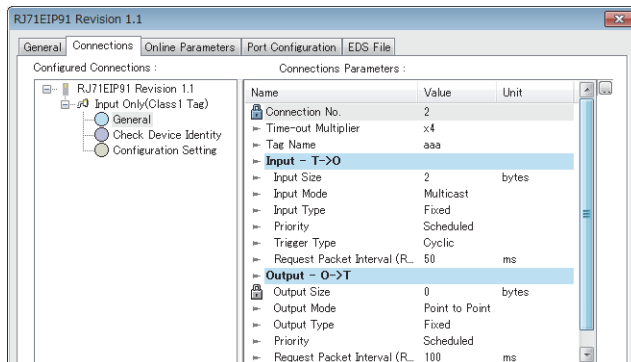 RJ71EIP91 Revision 1.1
General Connections Online Parameters Port Configuration EDS File
Configured Connections :
Connections Parameters :
RJ71EIP91 Revision 1.1
Input Only(Class1 Tag)
General
Check Device Identity
Configuration Setting
Name Value Unit
Connection No. 2
Time-out Multiplier x4
Tag Name aaa
Input - T->O
Input Size 2 bytes
Input Mode Multicast
Input Type Fixed
Priority Scheduled
Trigger Type Cyclic
Request Packet Interval (R... 50 ms
Output - O->T
Output Size 0 bytes
Output Mode Point to Point
Output Type Fixed
Priority Scheduled
Request Packet Interval (R... 100 ms